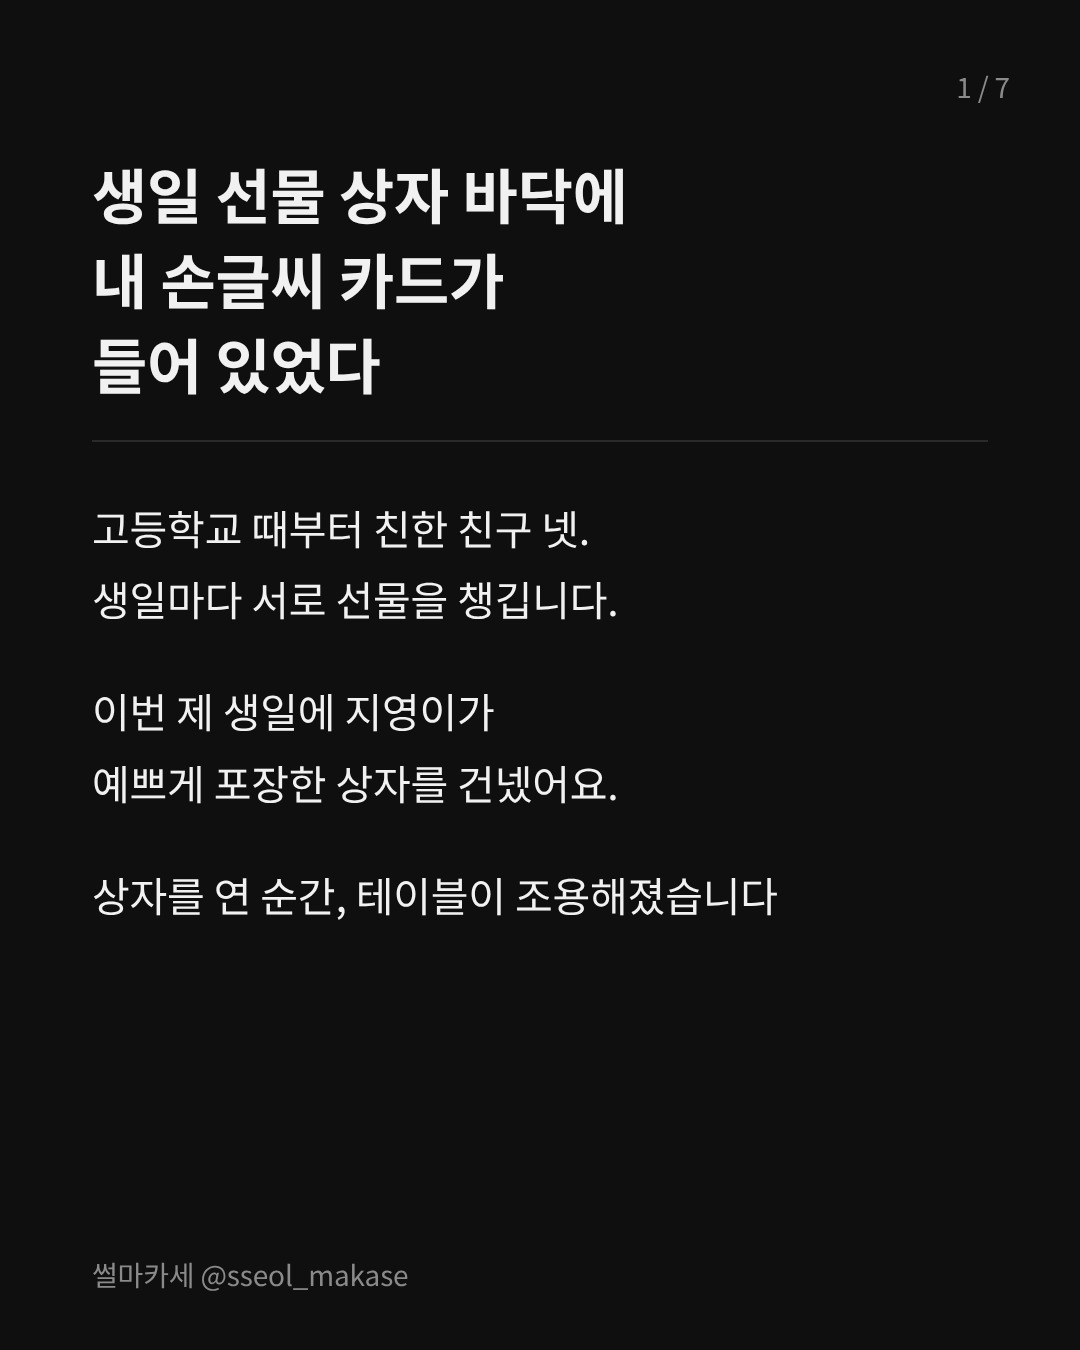 1 / 7
생일 선물 상자 바닥에
내 손글씨 카드가
들어 있었다
고등학교 때부터 친한 친구 넷.
생일마다 서로 선물을 챙깁니다.
이번 제 생일에 지영이가
예쁘게 포장한 상자를 건넸어요.
상자를 연 순간, 테이블이 조용해졌습니다
썰마카세 @sseol_makase